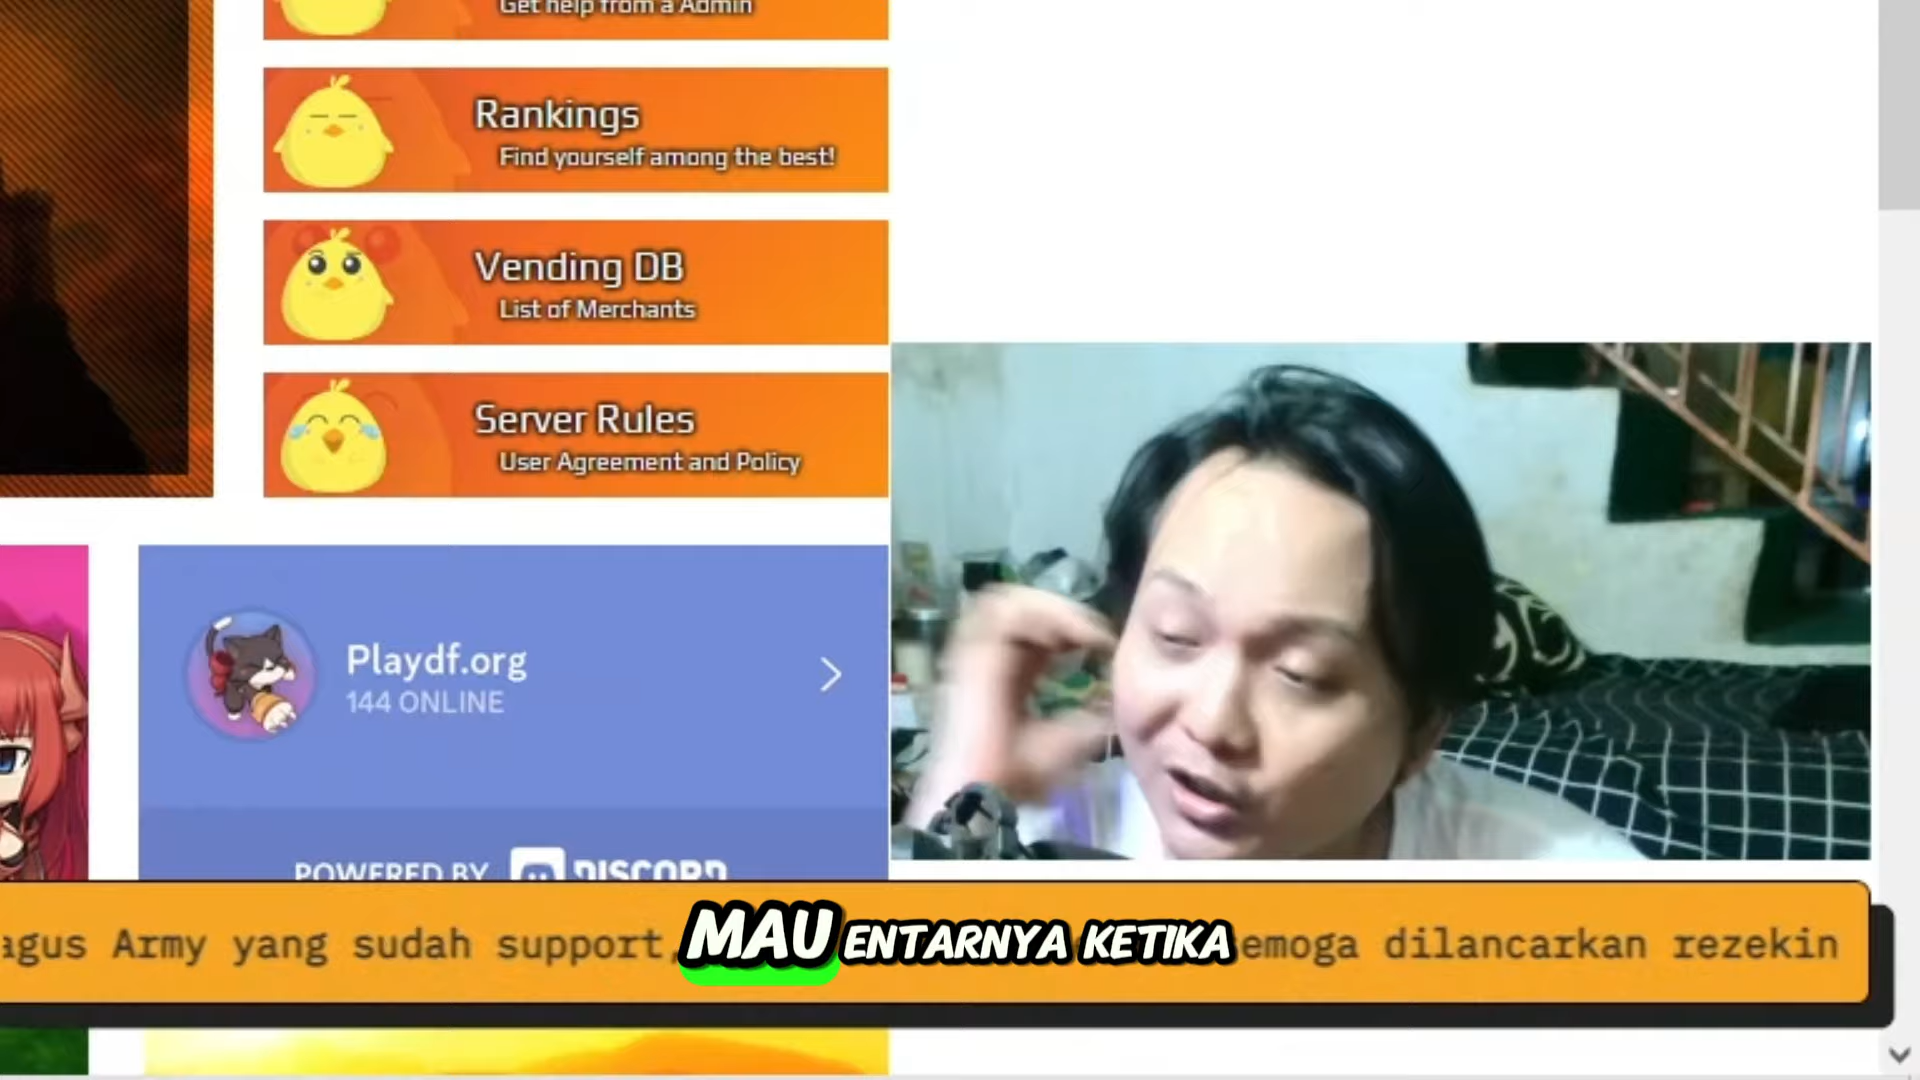 Get help from a Admin
Rankings
Find yourself among the best!
Vending DB
List of Merchants
Server Rules
User Agreement and Policy
Playdf.org
144 ONLINE
POWERED BY DISCORD
Army yang sudah support, emoga dilancarkan rezekin
MAU ENTARNYA KETIKA